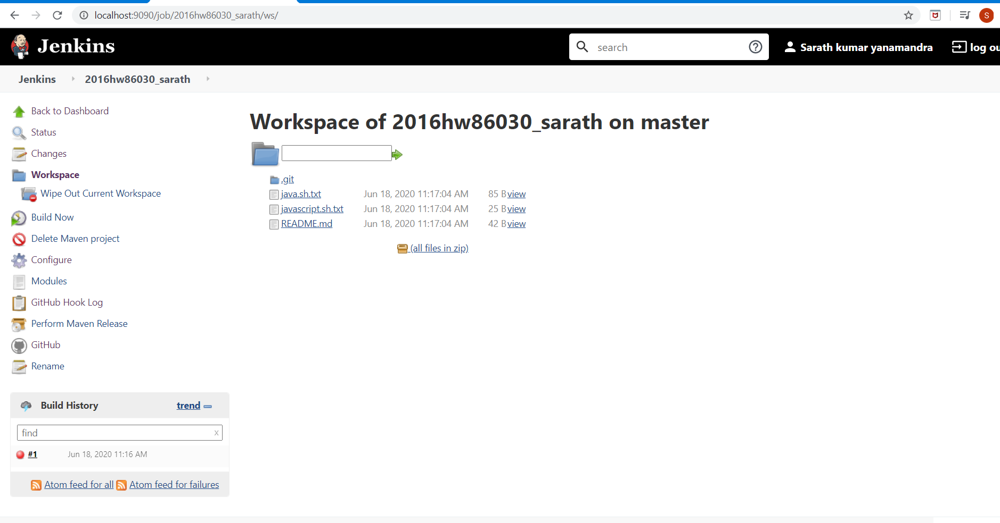 localhost:9090/job/2016hw86030_sarath/ws/
S
Jenkins
search
Sarath kumar yanamandra
log ou
Jenkins
2016hw86030_sarath
Back to Dashboard
Status
Changes
Workspace
Wipe Out Current Workspace
Build Now
Delete Maven project
Configure
Modules
GitHub Hook Log
Perform Maven Release
GitHub
Rename
Build History
trend
find
x
#1 Jun 18, 2020 11:16 AM
Atom feed for all Atom feed for failures
Workspace of 2016hw86030_sarath on master
.git
java.sh.txt Jun 18, 2020 11:17:04 AM 85 B view
javascript.sh.txt Jun 18, 2020 11:17:04 AM 25 B view
README.md Jun 18, 2020 11:17:04 AM 42 B view
(all files in zip)